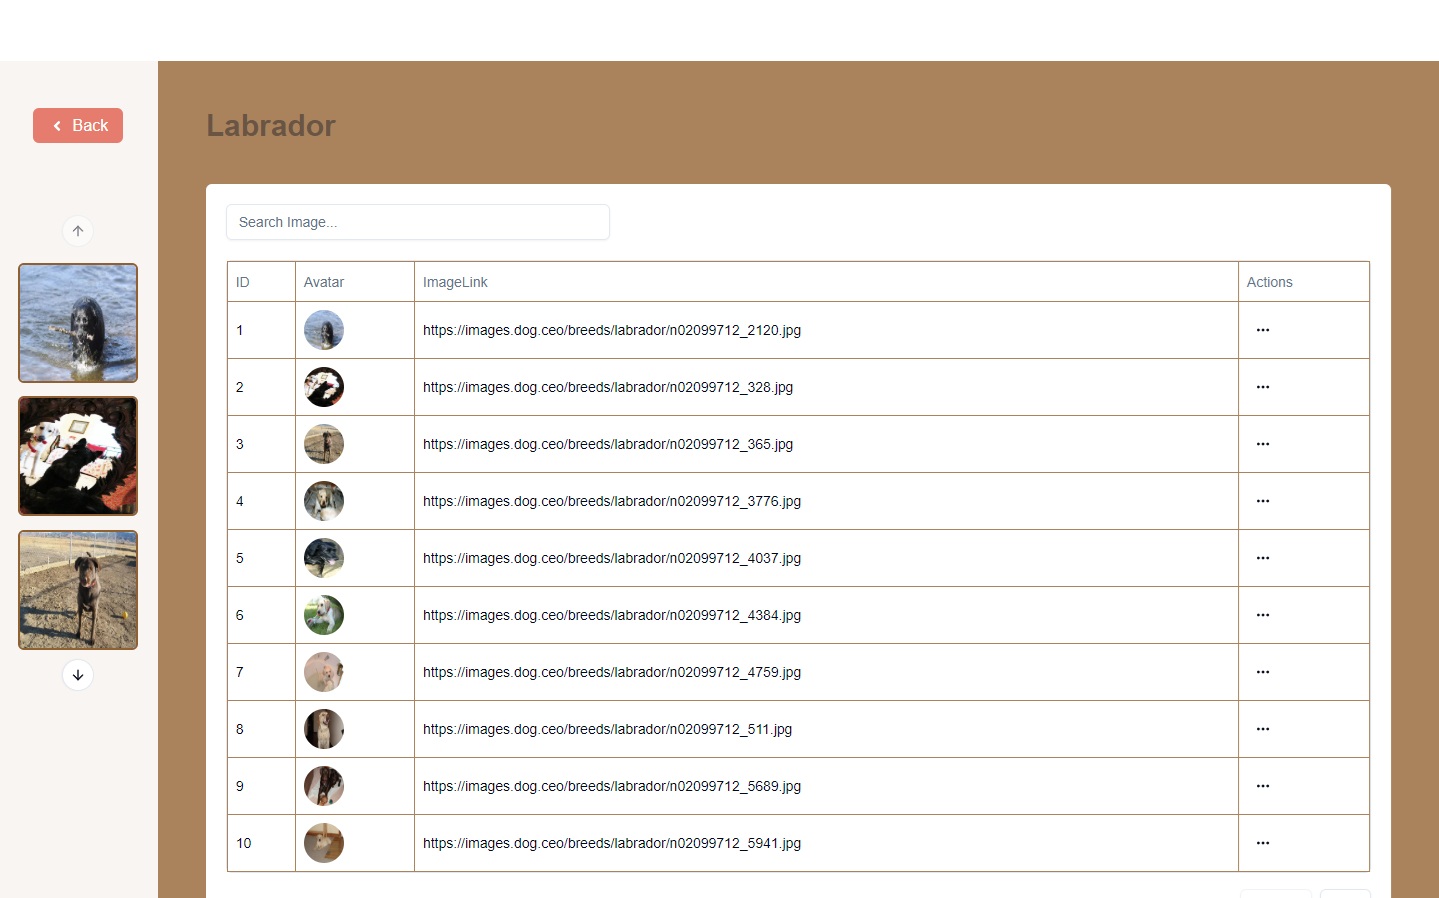 Back
Labrador
Search Image...
ID Avatar ImageLink Actions
1 https://images.dog.ceo/breeds/labrador/n02099712_2120.jpg
2 https://images.dog.ceo/breeds/labrador/n02099712_328.jpg
3 https://images.dog.ceo/breeds/labrador/n02099712_365.jpg
4 https://images.dog.ceo/breeds/labrador/n02099712_3776.jpg
5 https://images.dog.ceo/breeds/labrador/n02099712_4037.jpg
6 https://images.dog.ceo/breeds/labrador/n02099712_4384.jpg
7 https://images.dog.ceo/breeds/labrador/n02099712_4759.jpg
8 https://images.dog.ceo/breeds/labrador/n02099712_511.jpg
9 https://images.dog.ceo/breeds/labrador/n02099712_5689.jpg
10 https://images.dog.ceo/breeds/labrador/n02099712_5941.jpg